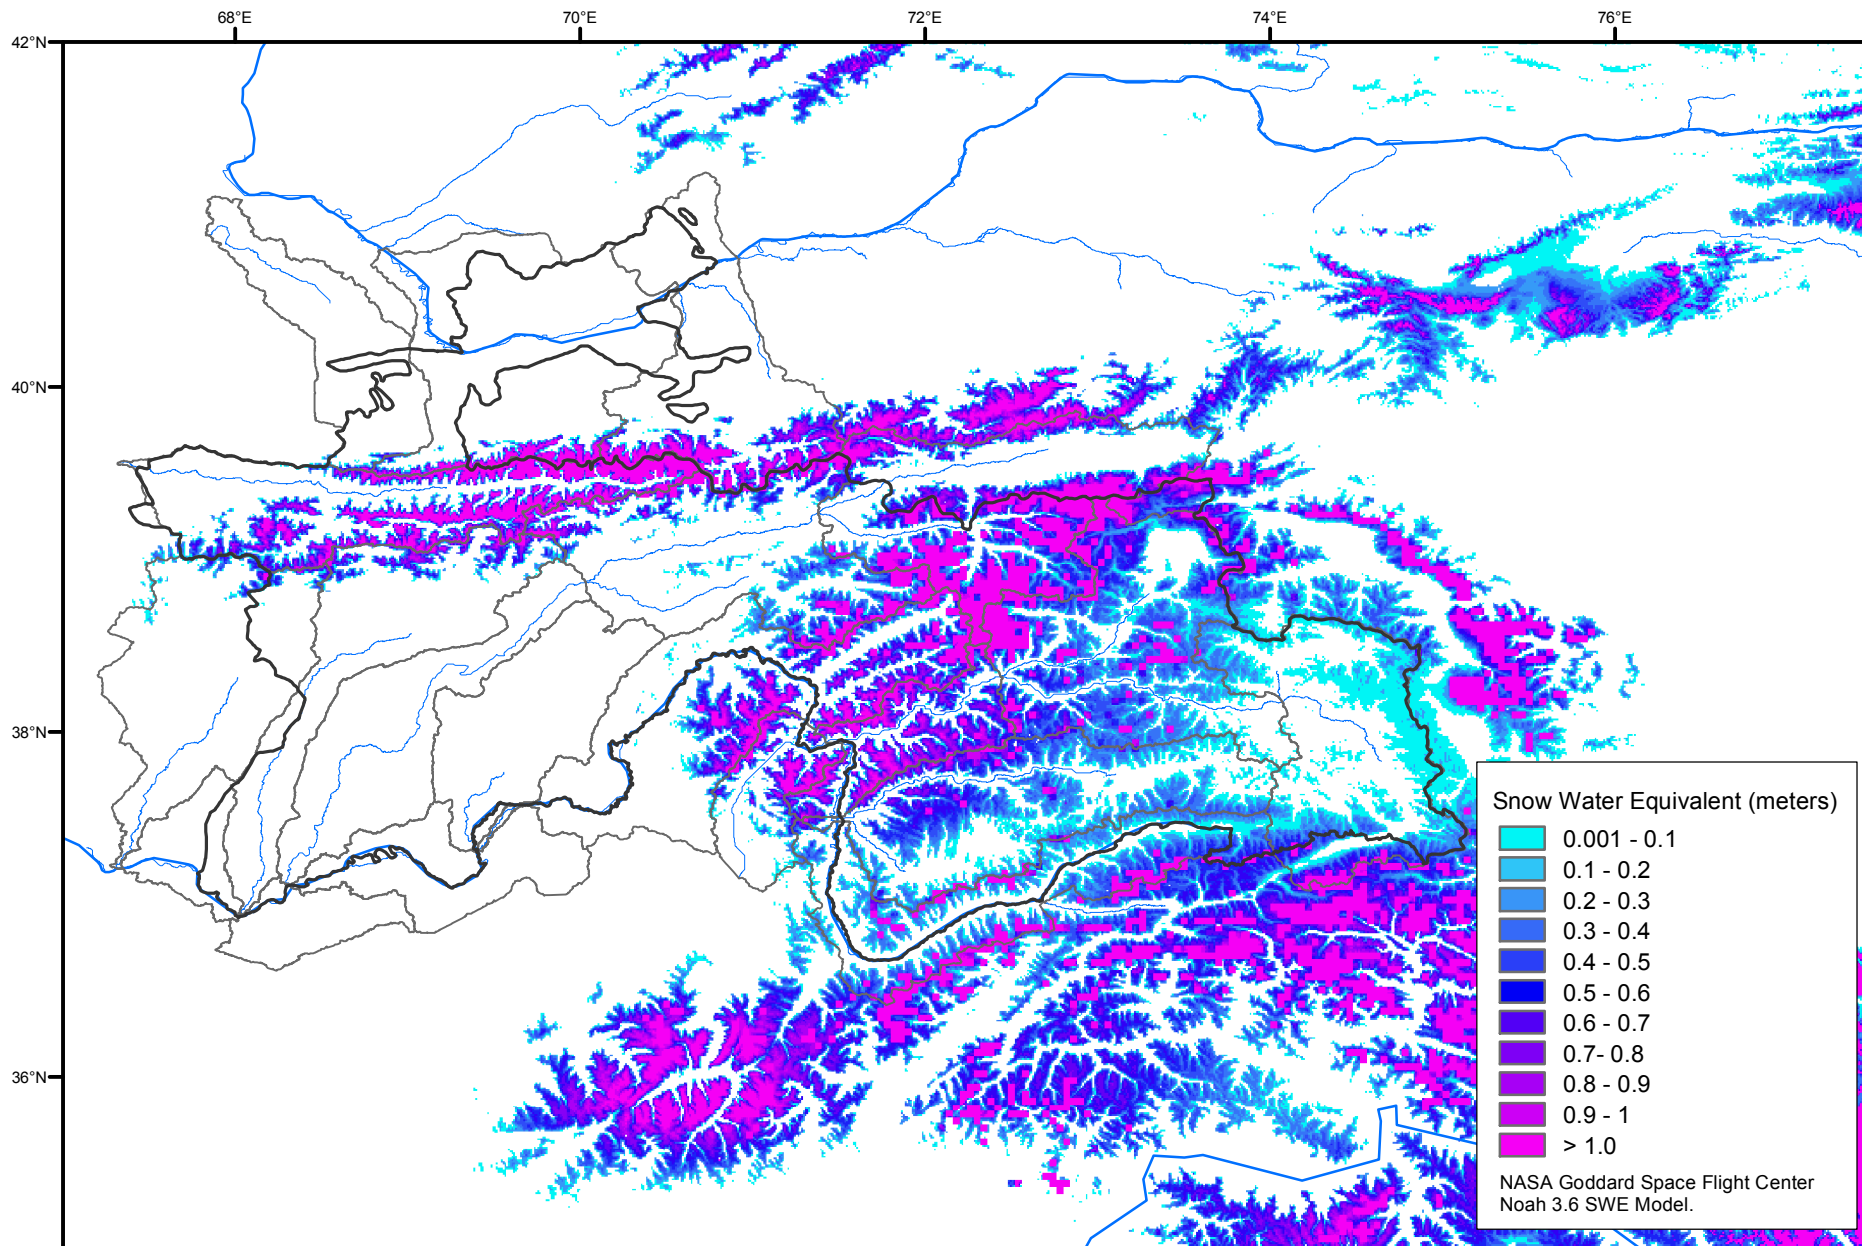 68°E 70°E 72°E 74°E 76°E
42°N
40°N
38°N
36°N
Snow Water Equivalent (meters)
0.001 - 0.1
0.1 - 0.2
0.2 - 0.3
0.3 - 0.4
0.4 - 0.5
0.5 - 0.6
0.6 - 0.7
0.7- 0.8
0.8 - 0.9
0.9 - 1
> 1.0
NASA Goddard Space Flight Center
Noah 3.6 SWE Model.